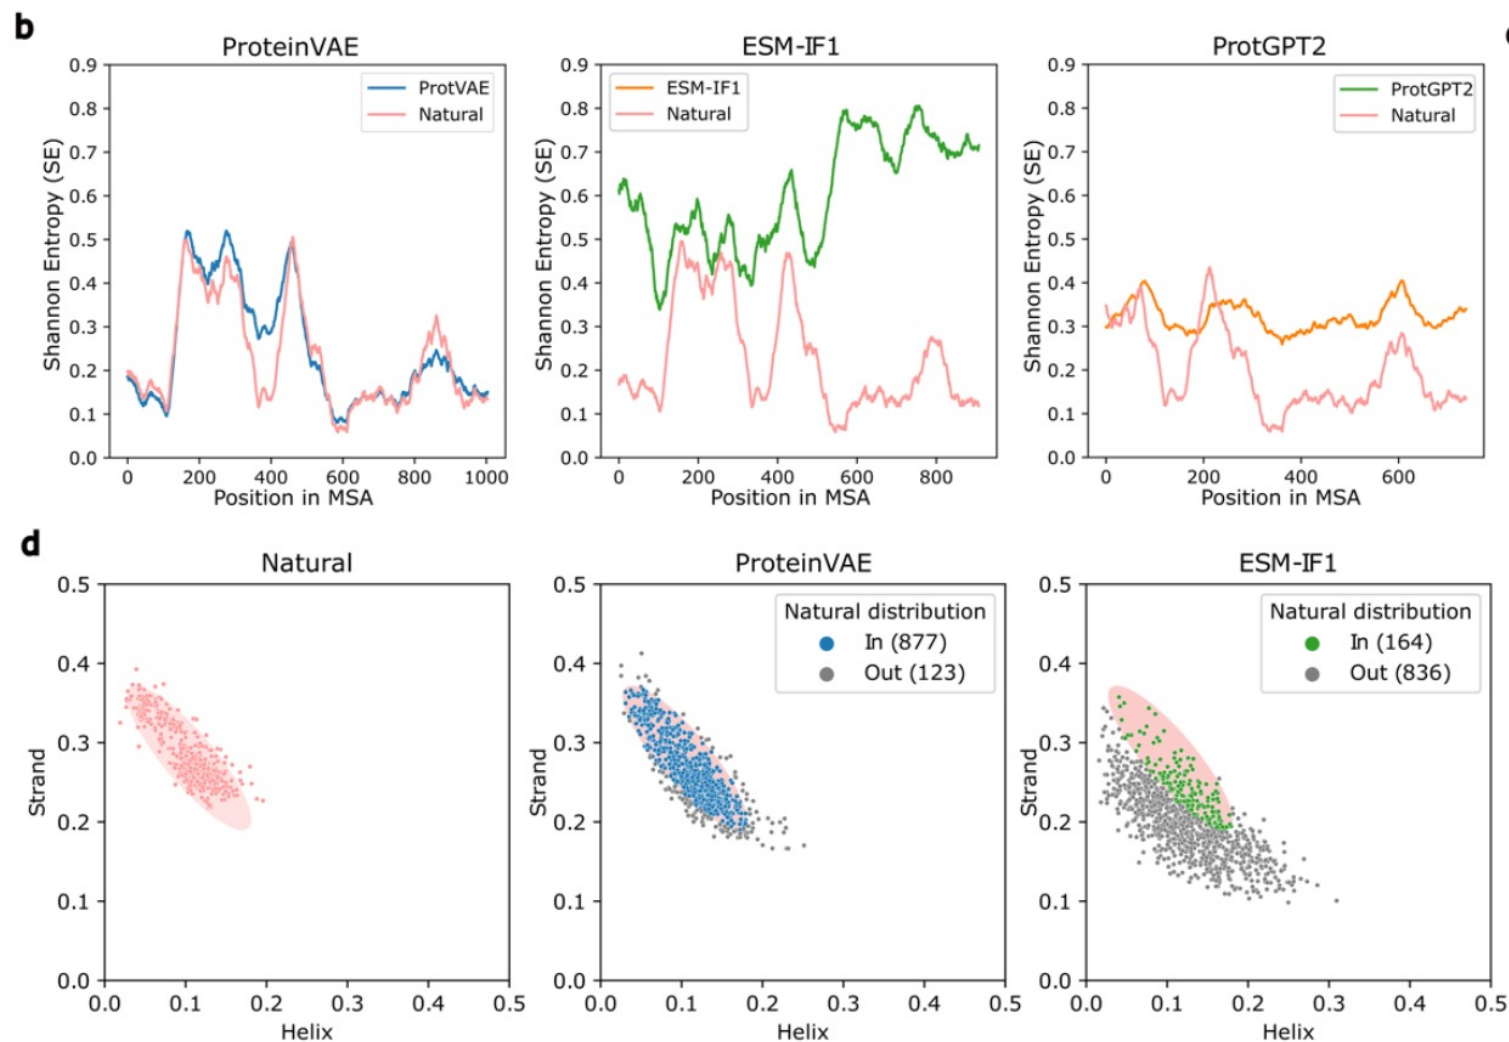 b
ProteinVAE
ESM-IF1
ProtGPT2
Shannon Entropy (SE)
0.9
0.8
0.7
0.6
0.5
0.4
0.3
0.2
0.1
0.0
ProtVAE
Natural
0 200 400 600 800 1000
Position in MSA
Shannon Entropy (SE)
0.9
0.8
0.7
0.6
0.5
0.4
0.3
0.2
0.1
0.0
ESM-IF1
Natural
0 200 400 600 800
Position in MSA
Shannon Entropy (SE)
0.9
0.8
0.7
0.6
0.5
0.4
0.3
0.2
0.1
0.0
ProtGPT2
Natural
0 200 400 600
Position in MSA
d
Natural
Strand
0.5
0.4
0.3
0.2
0.1
0.0
0.0 0.1 0.2 0.3 0.4 0.5
Helix
ProteinVAE
Strand
0.5
0.4
0.3
0.2
0.1
0.0
Natural distribution
In (877)
Out (123)
0.0 0.1 0.2 0.3 0.4 0.5
Helix
ESM-IF1
Strand
0.5
0.4
0.3
0.2
0.1
0.0
Natural distribution
In (164)
Out (836)
0.0 0.1 0.2 0.3 0.4 0.5
Helix